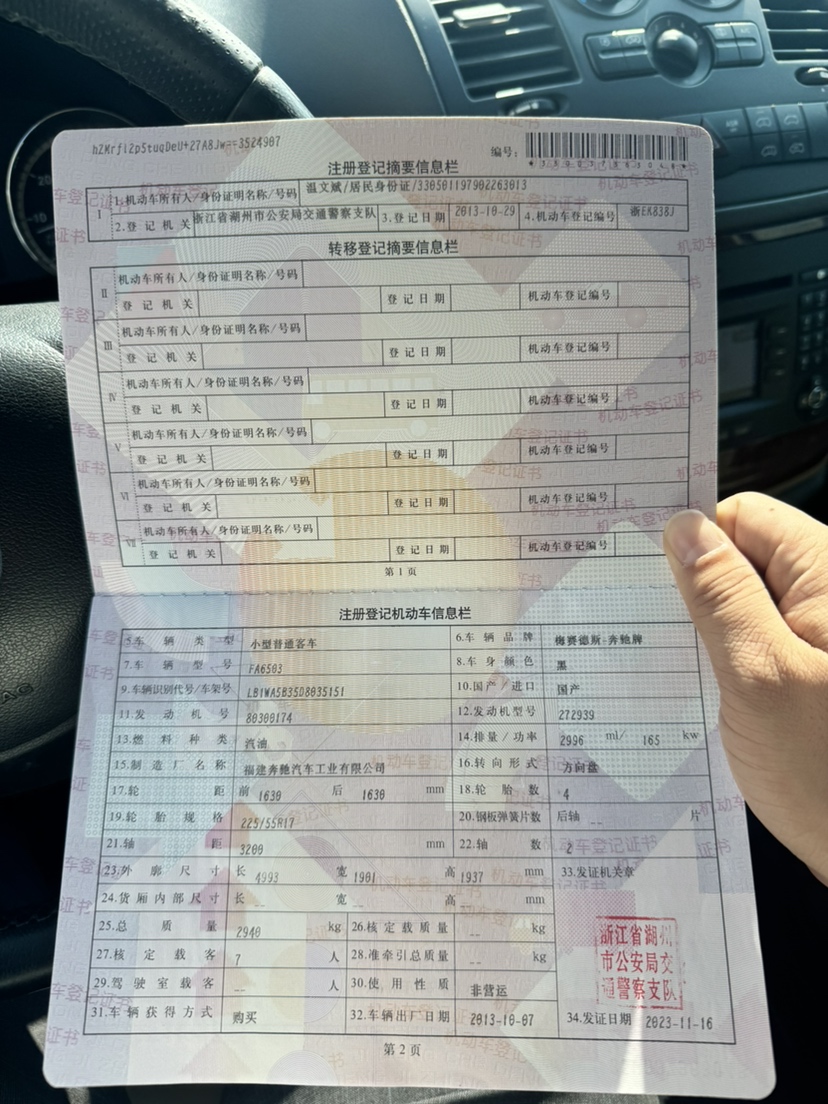 hZMrfl2p5tuqDeU+27A8Jw==3524907
编号:
注册登记摘要信息栏
Ⅰ 1.机动车所有人/身份证明名称/号码 温文斌/居民身份证/330501197902263013
2.登记机关 浙江省湖州市公安局交通警察支队 3.登记日期 2013-10-29 4.机动车登记编号 浙EK838J
转移登记摘要信息栏
Ⅱ 机动车所有人/身份证明名称/号码
登记机关 登记日期 机动车登记编号
Ⅲ 机动车所有人/身份证明名称/号码
登记机关 登记日期 机动车登记编号
Ⅳ 机动车所有人/身份证明名称/号码
登记机关 登记日期 机动车登记编号
Ⅴ 机动车所有人/身份证明名称/号码
登记机关 登记日期 机动车登记编号
Ⅵ 机动车所有人/身份证明名称/号码
登记机关 登记日期 机动车登记编号
Ⅶ 机动车所有人/身份证明名称/号码
登记机关 登记日期 机动车登记编号
第1页
注册登记机动车信息栏
5.车辆类型 小型普通客车 6.车辆品牌 梅赛德斯-奔驰牌
7.车辆型号 FA6503 8.车身颜色 黑
9.车辆识别代号/车架号 LB1WA5B35D8035151 10.国产/进口 国产
11.发动机号 80300174 12.发动机型号 272939
13.燃料种类 汽油 14.排量/功率 2996 ml/ 165 kw
15.制造厂名称 福建奔驰汽车工业有限公司 16.转向形式 方向盘
17.轮距 前 1630 后 1630 mm 18.轮胎数 4
19.轮胎规格 225/55R17 20.钢板弹簧片数 后轴 -- 片
21.轴距 3200 mm 22.轴数 2
23.外廓尺寸 长 4993 宽 1901 高 1937 mm 33.发证机关章
24.货厢内部尺寸 长 -- 宽 -- 高 -- mm
25.总质量 2940 kg 26.核定载质量 -- kg
27.核定载客 7 人 28.准牵引总质量 -- kg
29.驾驶室载客 -- 人 30.使用性质 非营运
浙江省湖州
市公安局交
通警察支队
31.车辆获得方式 购买 32.车辆出厂日期 2013-10-07 34.发证日期 2023-11-16
第2页